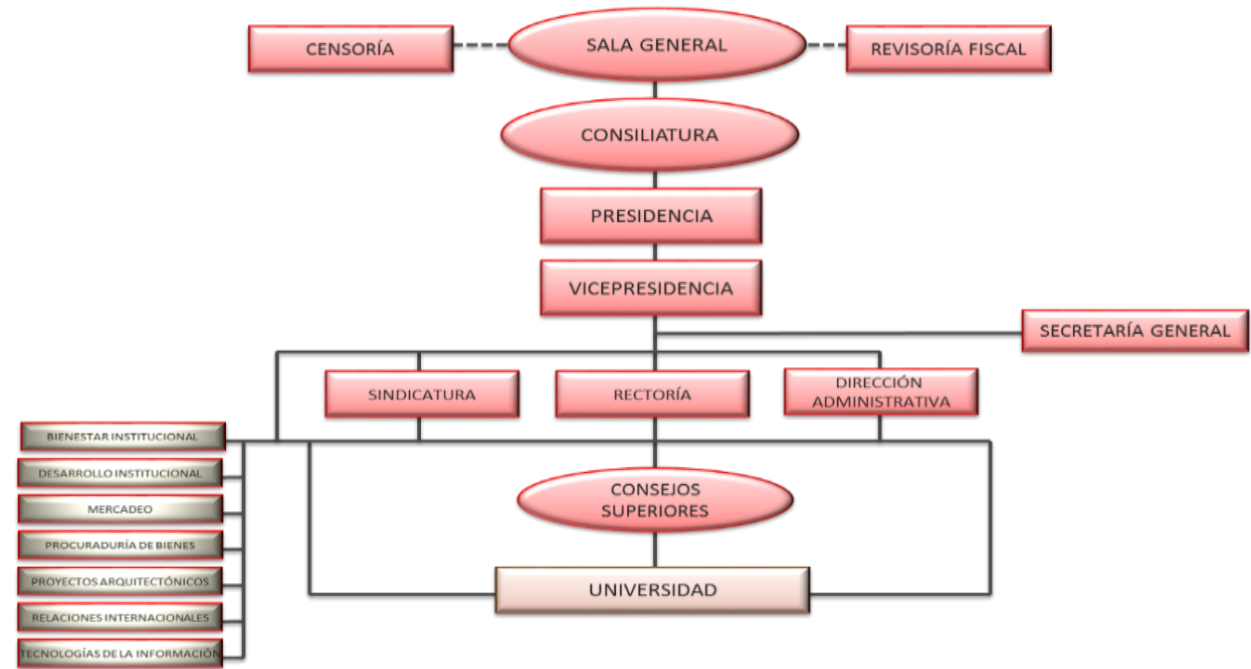 CENSORÍA
SALA GENERAL
REVISORÍA FISCAL
CONSILIATURA
PRESIDENCIA
VICEPRESIDENCIA
SECRETARÍA GENERAL
SINDICATURA
RECTORÍA
DIRECCIÓN
ADMINISTRATIVA
BIENESTAR INSTITUCIONAL
DESARROLLO INSTITUCIONAL
MERCADEO
PROCURADURÍA DE BIENES
PROYECTOS ARQUITECTÓNICOS
RELACIONES INTERNACIONALES
TECNOLOGÍAS DE LA INFORMACIÓN
CONSEJOS
SUPERIORES
UNIVERSIDAD